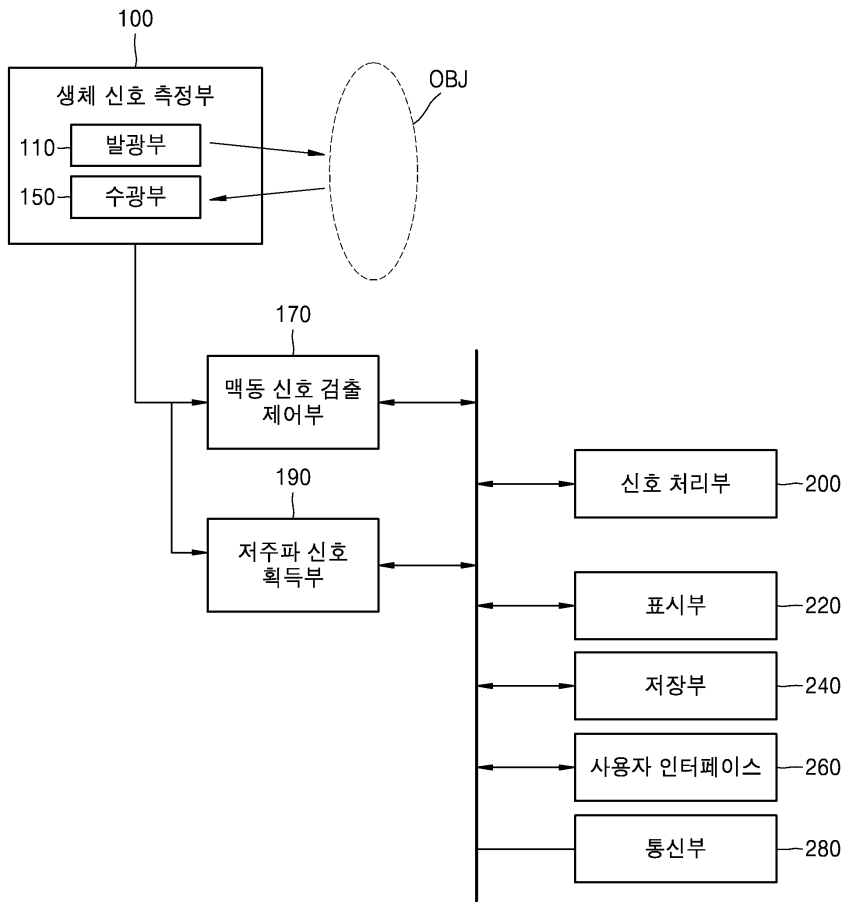 100
생체 신호 측정부
OBJ
110
발광부
150
수광부
170
맥동 신호 검출
제어부
190
저주파 신호
획득부
신호 처리부
200
표시부
220
저장부
240
사용자 인터페이스
260
통신부
280